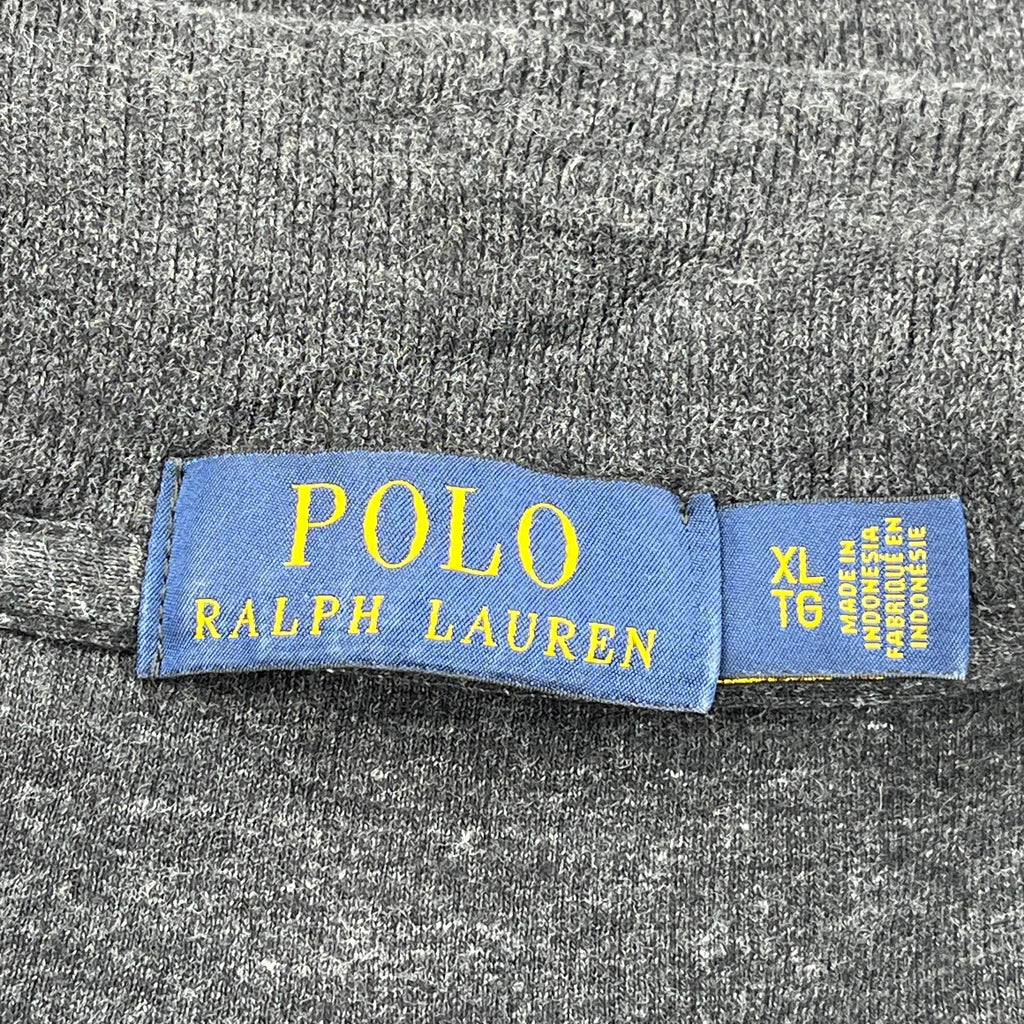 POLO
RALPH LAUREN
XL
TG
MADE IN
INDONESIA
FABRIQUÉ EN
INDONÉSIE